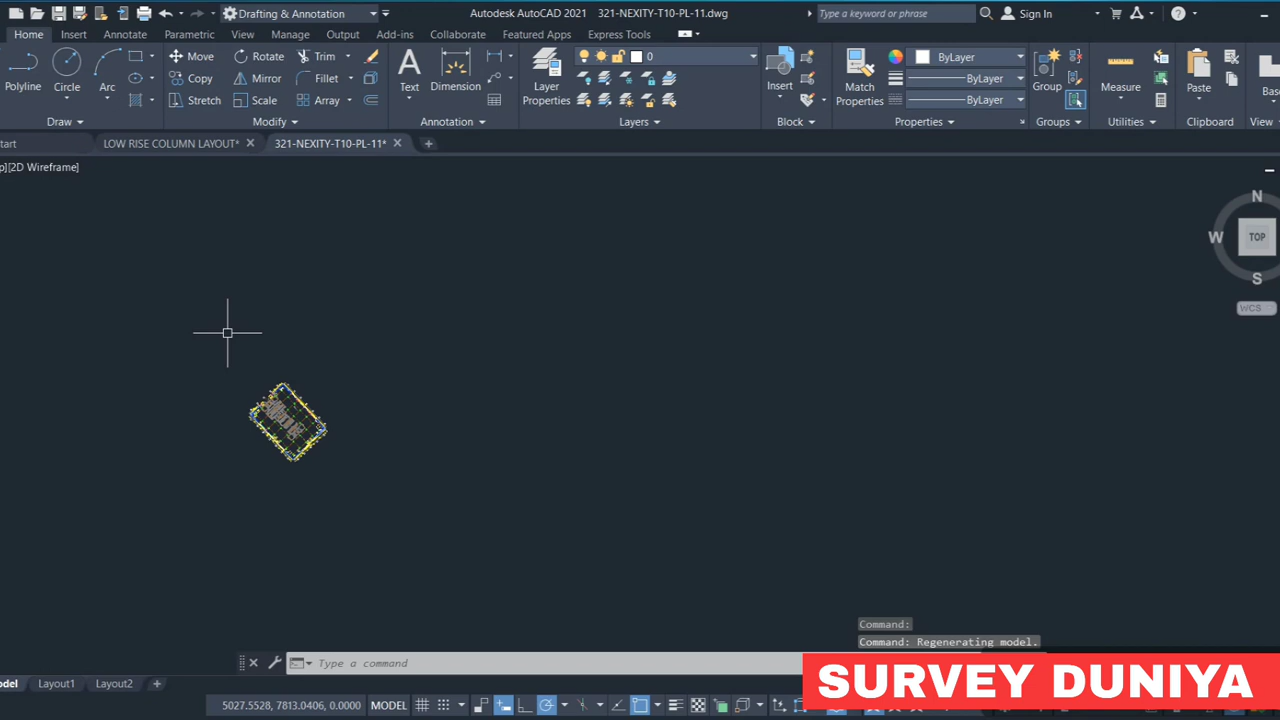 Drafting & Annotation
Autodesk AutoCAD 2021 321-NEXITY-T10-PL-11.dwg
Type a keyword or phrase
Sign In
Home Insert Annotate Parametric View Manage Output Add-ins Collaborate Featured Apps Express Tools
Polyline Circle Arc
Move Rotate Trim
Copy Mirror Fillet
Stretch Scale Array
Text Dimension
Layer Properties
0
Insert
Match Properties
ByLayer
ByLayer
ByLayer
Group
Measure
Paste
Draw Modify Annotation Layers Block Properties Groups Utilities Clipboard View
LOW RISE COLUMN LAYOUT* 321-NEXITY-T10-PL-11*
[2D Wireframe]
N
W TOP
S
WCS
Command:
Command: Regenerating model.
Type a command
SURVEY DUNIYA
Layout1 Layout2
5027.5528, 7813.0406, 0.0000 MODEL